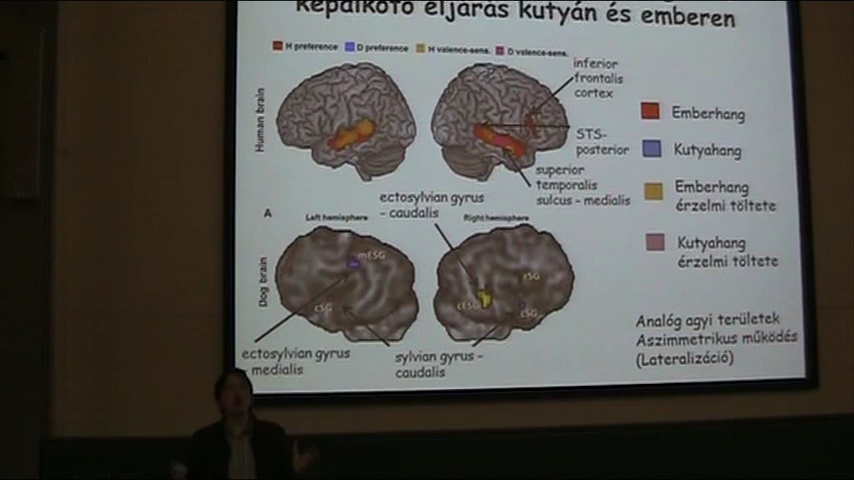 képalkotó eljárás kutyán és emberen
H preference D preference H valence-sens. D valence-sens.
inferior
frontalis
cortex
Human brain
STS-
posterior
superior
temporalis
sulcus - medialis
ectosylvian gyrus
- caudalis
A
Left hemisphere
Right hemisphere
Dog brain
mESG
rSG
cESG
cSG
cSG
ectosylvian gyrus
- medialis
sylvian gyrus -
caudalis
Emberhang
Kutyahang
Emberhang
érzelmi töltete
Kutyahang
érzelmi töltete
Analóg agyi területek
Aszimmetrikus működés
(Lateralizáció)